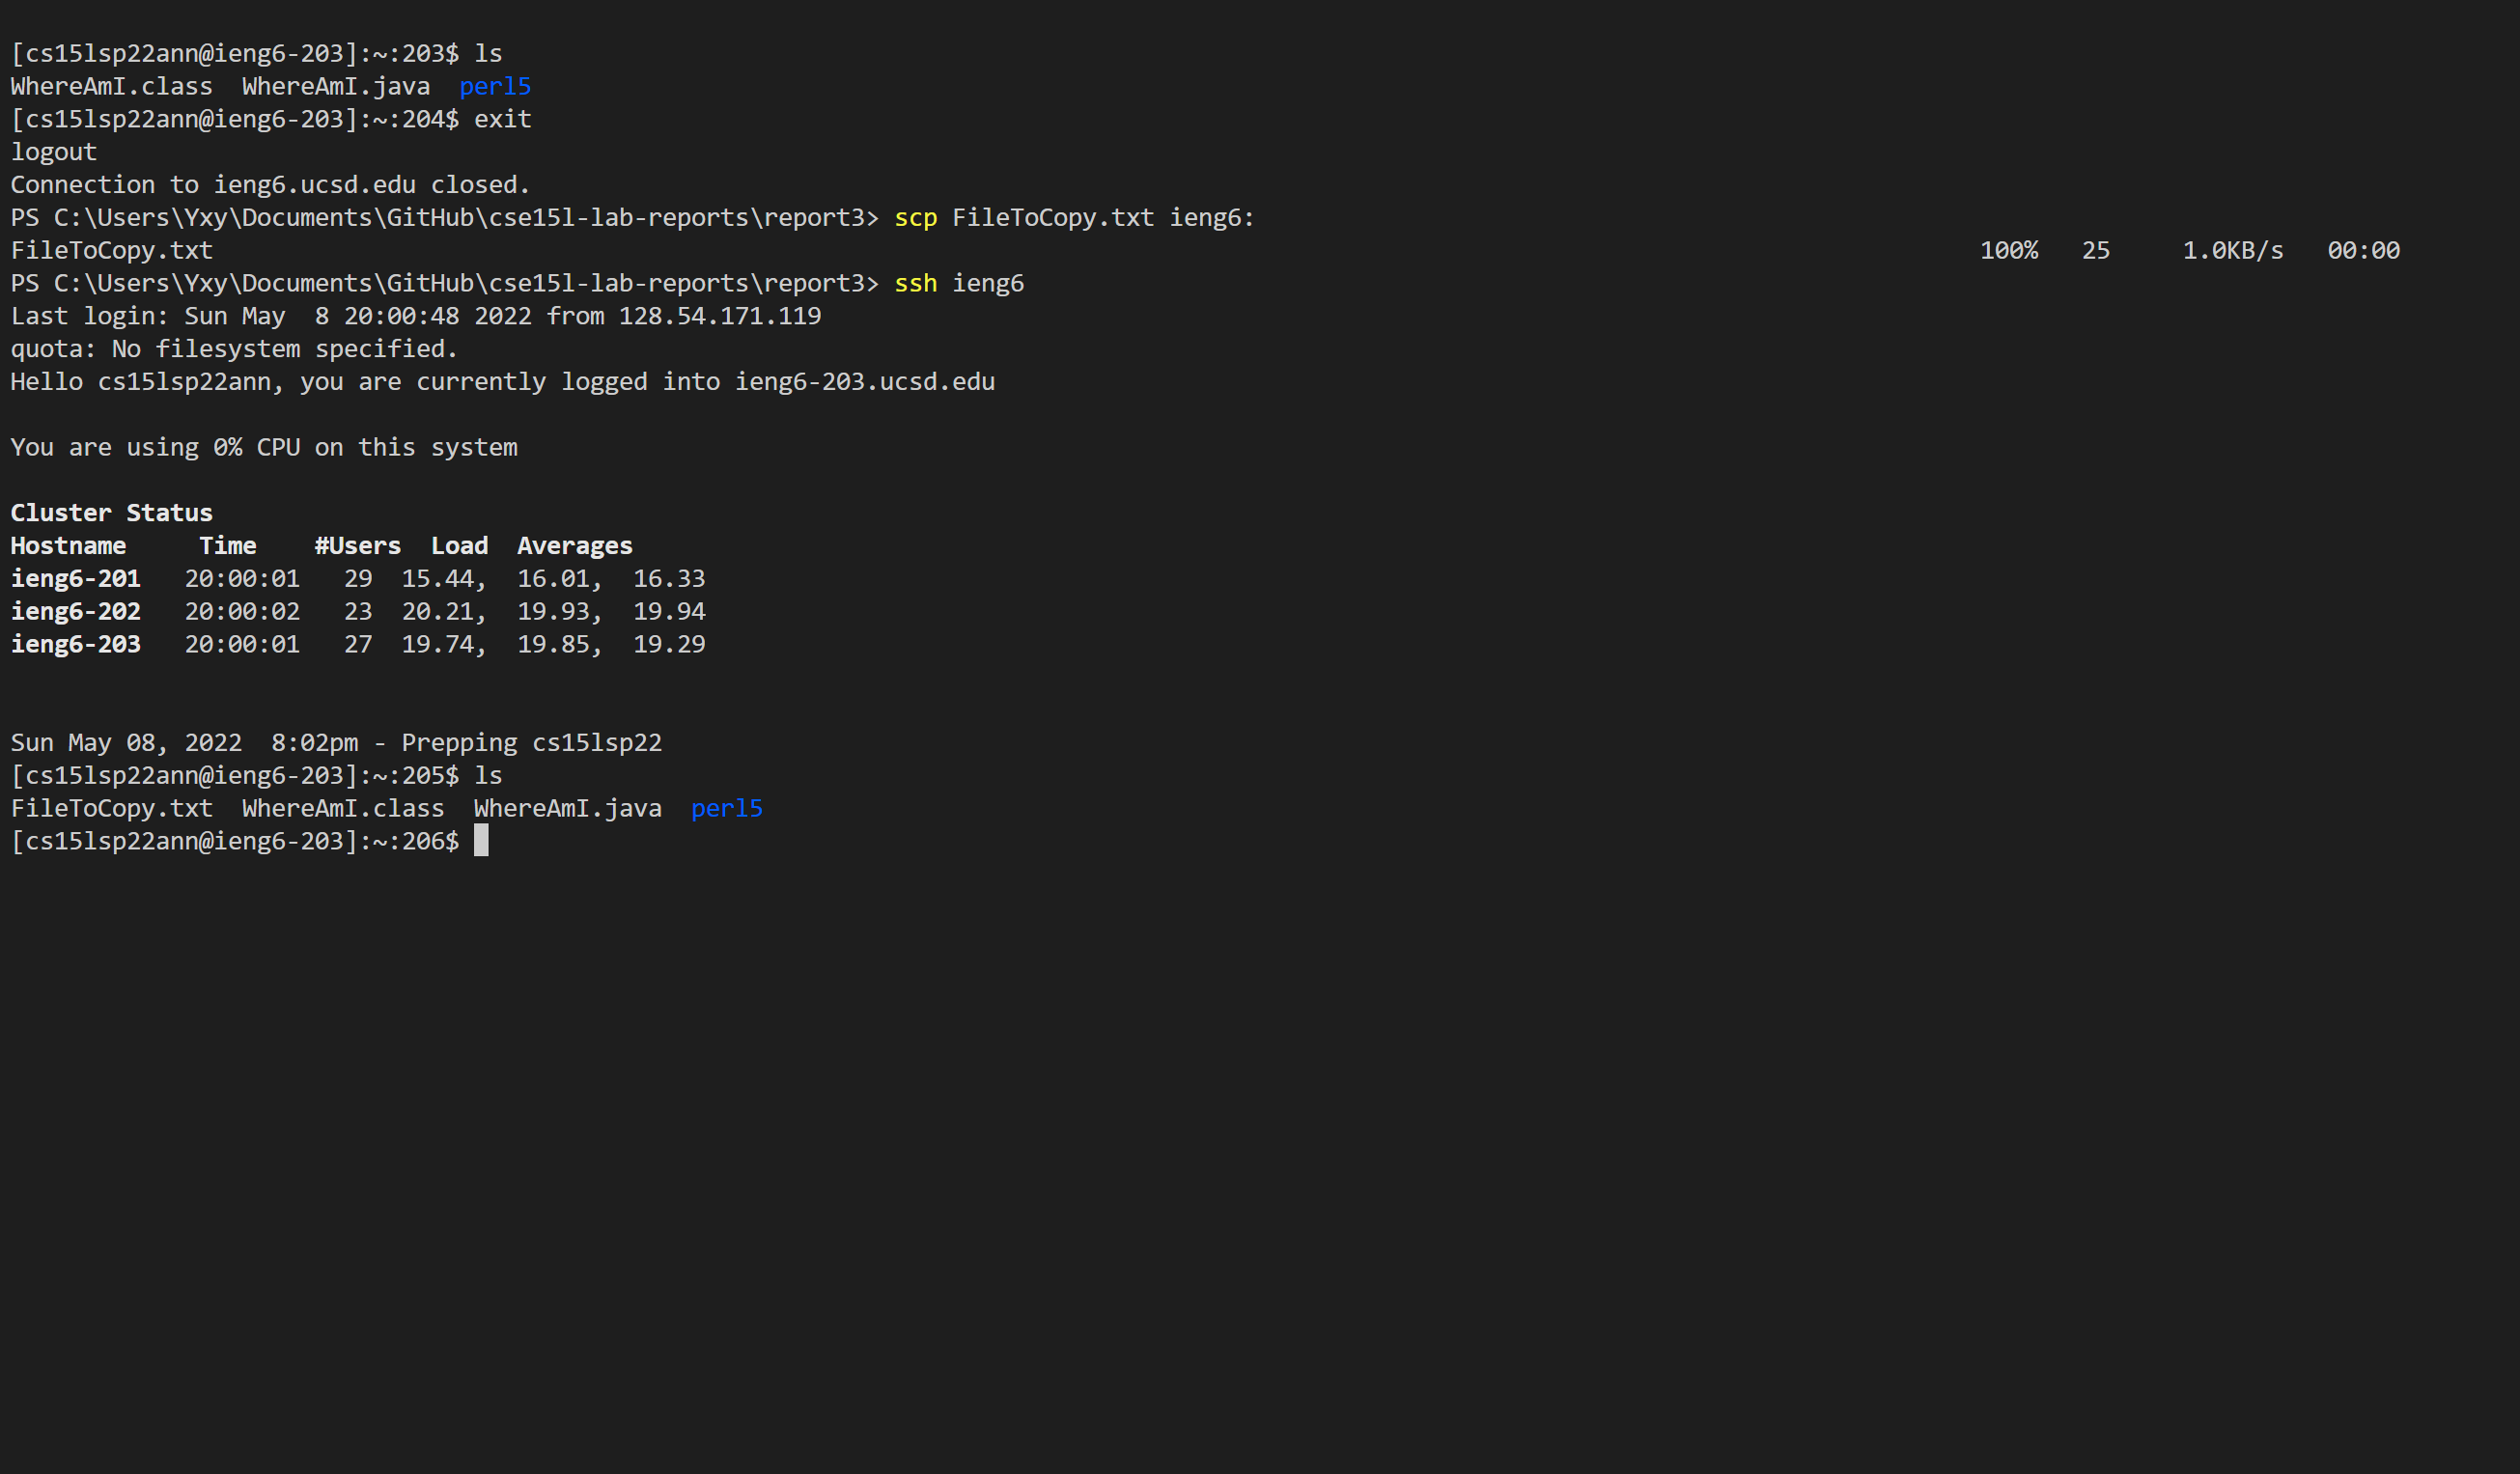 [cs15lsp22ann@ieng6-203]:~:203$ ls
WhereAmI.class  WhereAmI.java  perl5
[cs15lsp22ann@ieng6-203]:~:204$ exit
logout
Connection to ieng6.ucsd.edu closed.
PS C:\Users\Yxy\Documents\GitHub\cse15l-lab-reports\report3> scp FileToCopy.txt ieng6:
FileToCopy.txt                                        100%   25     1.0KB/s   00:00
PS C:\Users\Yxy\Documents\GitHub\cse15l-lab-reports\report3> ssh ieng6
Last login: Sun May  8 20:00:48 2022 from 128.54.171.119
quota: No filesystem specified.
Hello cs15lsp22ann, you are currently logged into ieng6-203.ucsd.edu
You are using 0% CPU on this system
Cluster Status
Hostname     Time    #Users  Load  Averages
ieng6-201   20:00:01   29  15.44,  16.01,  16.33
ieng6-202   20:00:02   23  20.21,  19.93,  19.94
ieng6-203   20:00:01   27  19.74,  19.85,  19.29
Sun May 08, 2022  8:02pm - Prepping cs15lsp22
[cs15lsp22ann@ieng6-203]:~:205$ ls
FileToCopy.txt  WhereAmI.class  WhereAmI.java  perl5
[cs15lsp22ann@ieng6-203]:~:206$